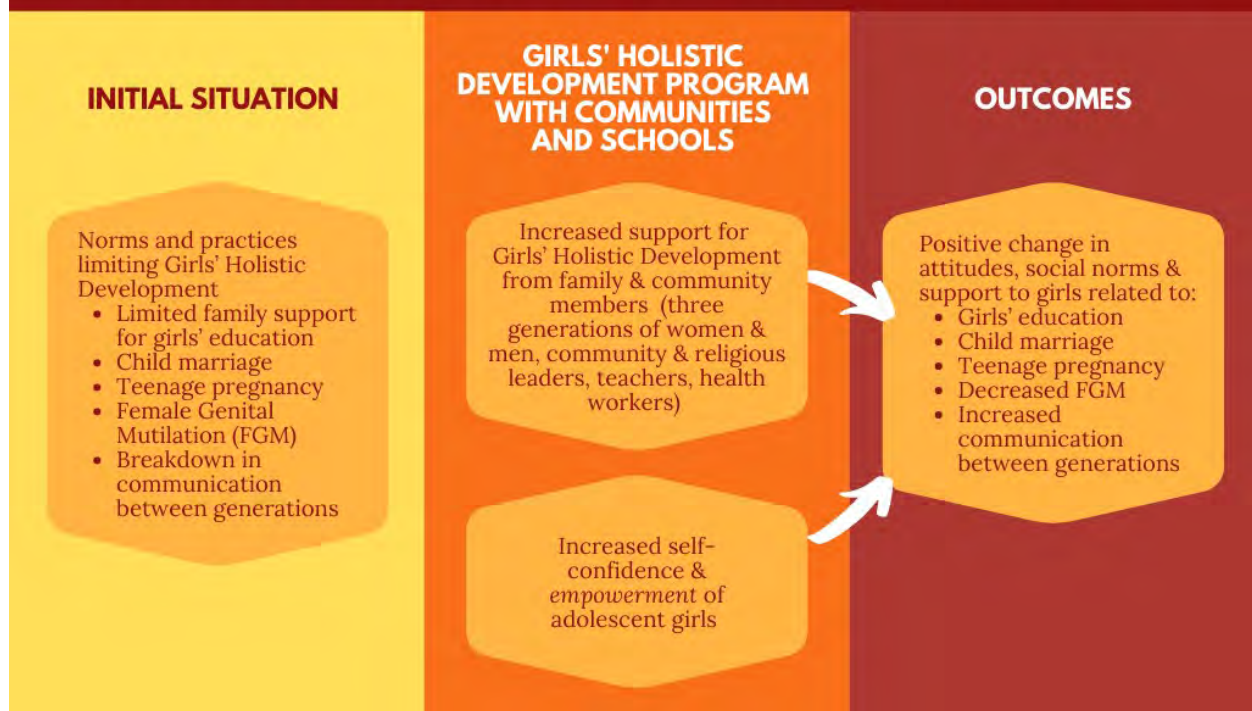 INITIAL SITUATION
Norms and practices
limiting Girls’ Holistic
Development
• Limited family support
for girls’ education
• Child marriage
• Teenage pregnancy
• Female Genital
Mutilation (FGM)
• Breakdown in
communication
between generations
GIRLS' HOLISTIC
DEVELOPMENT PROGRAM
WITH COMMUNITIES
AND SCHOOLS
Increased support for
Girls’ Holistic Development
from family & community
members (three
generations of women &
men, community & religious
leaders, teachers, health
workers)
Increased self-
confidence &
empowerment of
adolescent girls
OUTCOMES
Positive change in
attitudes, social norms &
support to girls related to:
• Girls’ education
• Child marriage
• Teenage pregnancy
• Decreased FGM
• Increased
communication
between generations